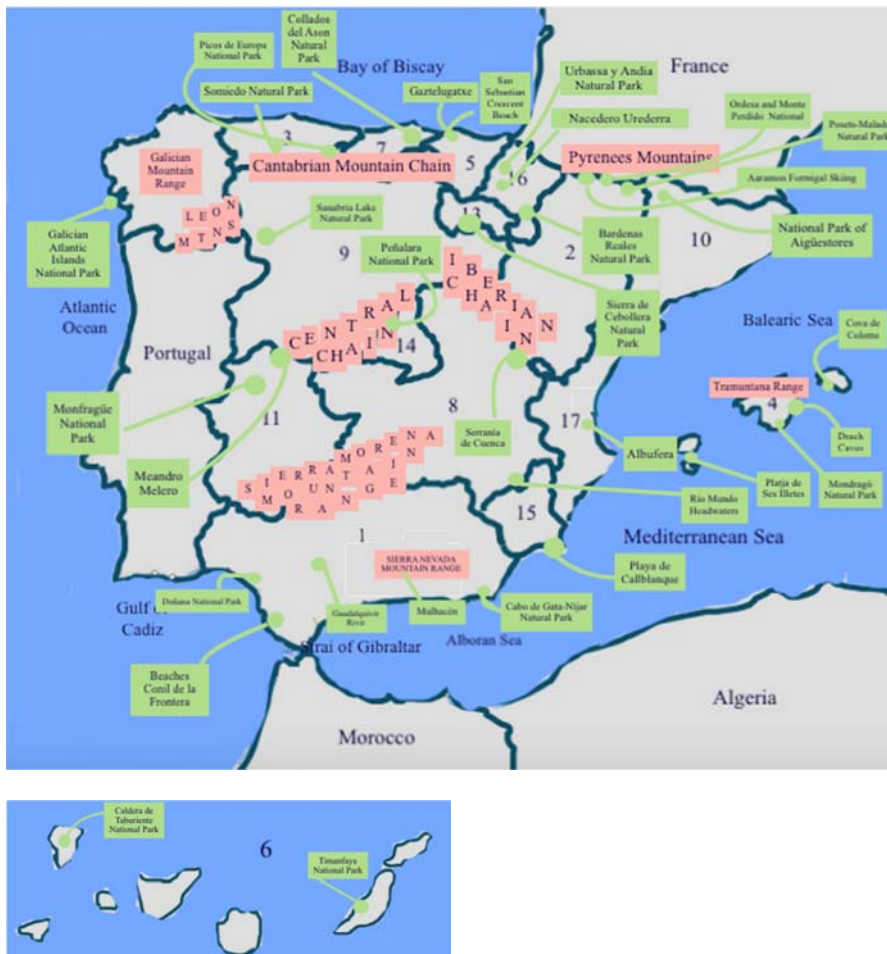 Collados
del Ason
Natural
Park
Picos de Europa
National Park
Bay of Biscay
Urbassa y Andia
Natural Park
France
Somiedo Natural Park
Gaztelugatxe
San
Sebastian
Crescent
Beach
Nacedero Urederra
Ordesa and Monte
Perdido National
Posets-Malade
Natural Park
3
7
Galician
Mountain
Range
Cantabrian Mountain Chain
5
16
Pyrenees Mountains
Aaramon Formigal Skiing
LEON
MTNS
Sanabria Lake
Natural Park
13
Galician
Atlantic
Islands
National Park
9
Peñalara
National Park
2
Bardenas
Reales
Natural Park
10
National Park
of Aigüestores
IBERIAN
CHAIN
Sierra de
Cebollera
Natural
Park
Atlantic
Ocean
CENTRAL
CHAIN
14
Balearic Sea
Cova de
Coloms
Portugal
Tramuntana Range
4
Monfragüe
National
Park
11
8
Serranía
de Cuenca
17
Albufera
Drach
Caves
SIERRA MORENA
MOUNTAIN
RANGE
Meandro
Melero
Platja de
Ses Illetes
Mondragó
Natural Park
Río Mundo
Headwaters
15
Mediterranean Sea
1
SIERRA NEVADA
MOUNTAIN RANGE
Playa de
Callblanque
Doñana National Park
Gulf of
Cadiz
Guadalquivir
Rivir
Mulhacén
Cabo de Gata-Nijar
Natural Park
Strai of Gibraltar
Alboran Sea
Beaches
Conil de la
Frontera
Algeria
Morocco
Caldera de
Taburiente
National Park
6
Timanfaya
National Park